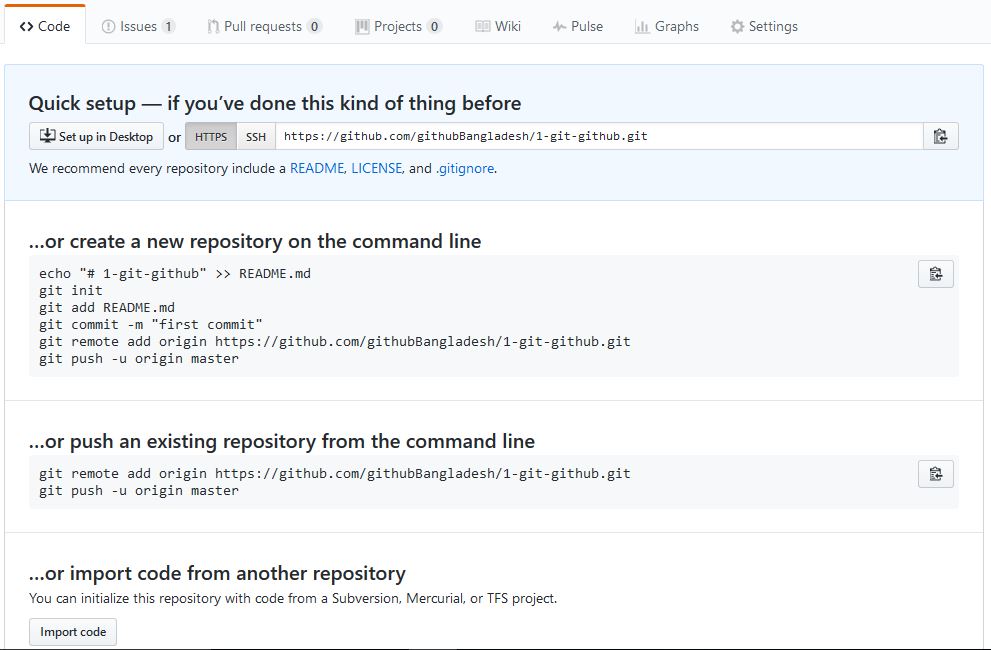 Code Issues 1 Pull requests 0 Projects 0 Wiki Pulse Graphs Settings
Quick setup — if you’ve done this kind of thing before
Set up in Desktop or HTTPS SSH https://github.com/githubBangladesh/1-git-github.git
We recommend every repository include a README, LICENSE, and .gitignore.
…or create a new repository on the command line
echo "# 1-git-github" >> README.md
git init
git add README.md
git commit -m "first commit"
git remote add origin https://github.com/githubBangladesh/1-git-github.git
git push -u origin master
…or push an existing repository from the command line
git remote add origin https://github.com/githubBangladesh/1-git-github.git
git push -u origin master
…or import code from another repository
You can initialize this repository with code from a Subversion, Mercurial, or TFS project.
Import code